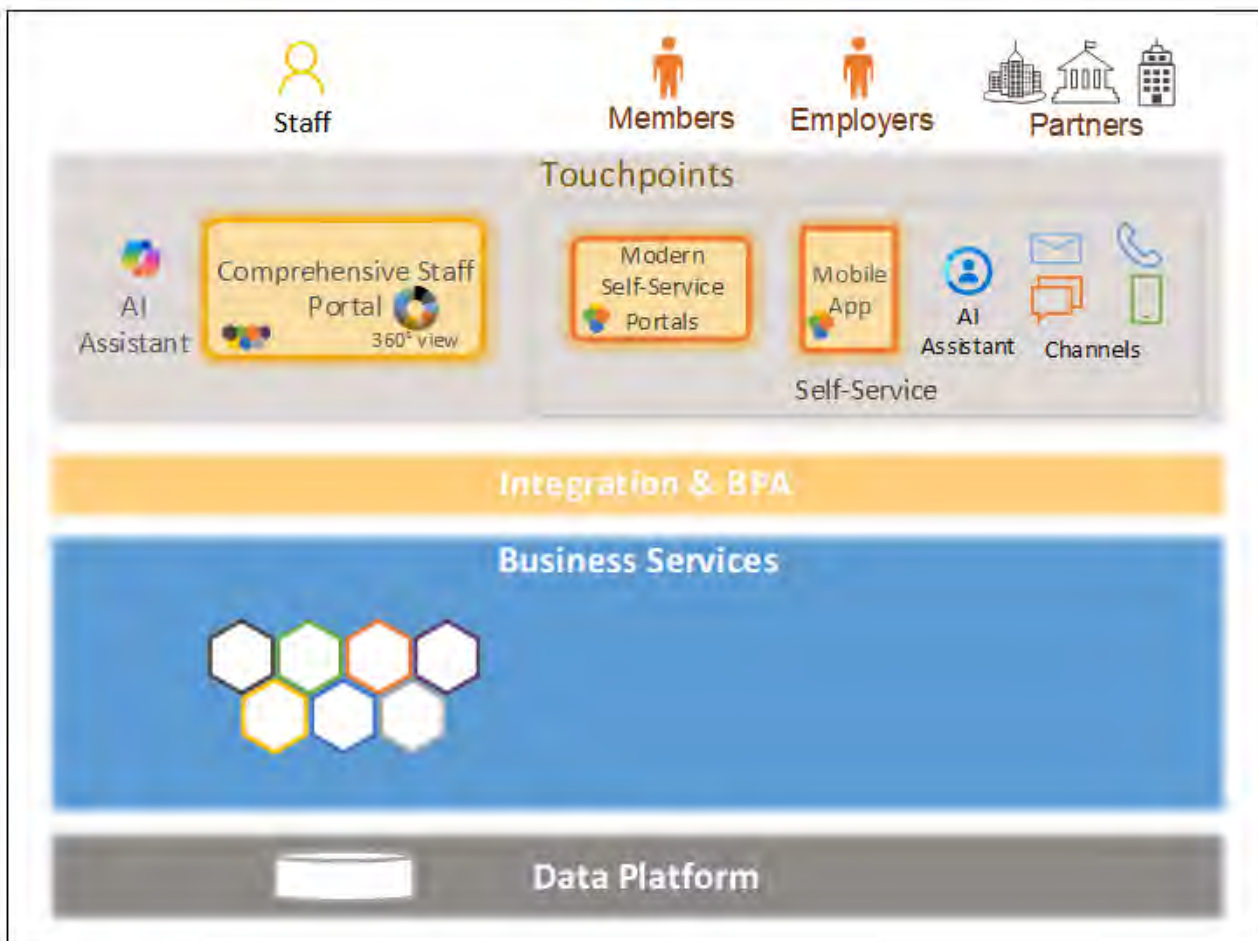 Staff
Members
Employers
Partners
Touchpoints
AI
Assistant
Comprehensive Staff
Portal
360° view
Modern
Self-Service
Portals
Mobile
App
AI
Assistant
Channels
Self-Service
Integration & BPA
Business Services
Data Platform